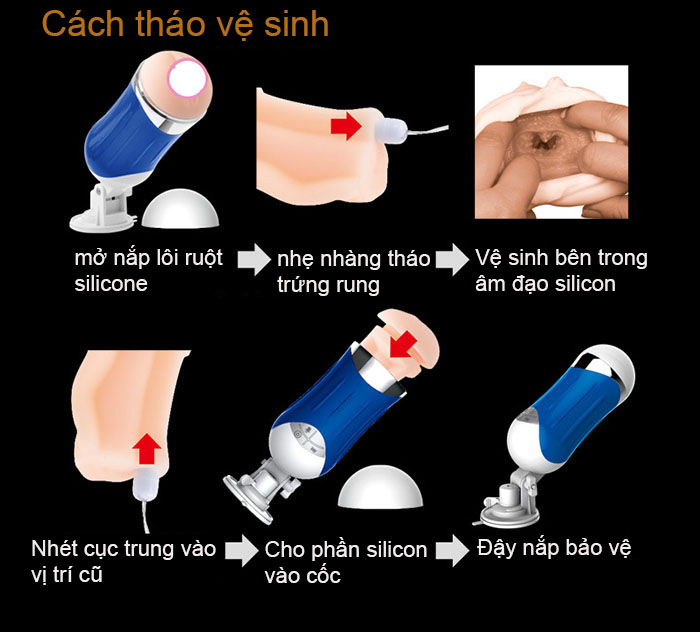 Cách tháo vệ sinh
mở nắp lôi ruột
silicone
nhẹ nhàng tháo
trứng rung
Vệ sinh bên trong
âm đạo silicon
Nhét cục trung vào
vị trí cũ
Cho phần silicon
vào cốc
Đậy nắp bảo vệ